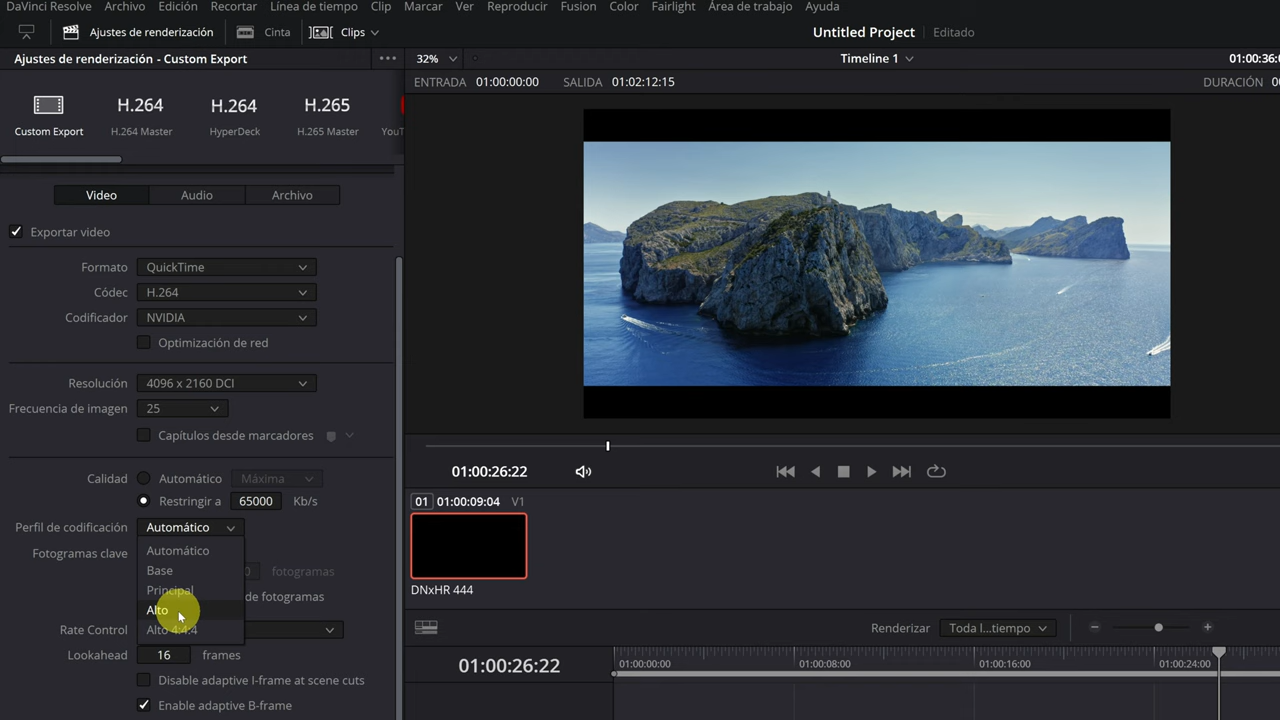 DaVinci Resolve Archivo Edición Recortar Línea de tiempo Clip Marcar Ver Reproducir Fusion Color Fairlight Área de trabajo Ayuda
Ajustes de renderización Cinta Clips Untitled Project Editado
Ajustes de renderización - Custom Export ••• 32% Timeline 1 01:00:36:
ENTRADA 01:00:00:00 SALIDA 01:02:12:15 DURACIÓN
H.264 H.264 H.265
Custom Export H.264 Master HyperDeck H.265 Master YouT
Video Audio Archivo
Exportar video
Formato QuickTime
Códec H.264
Codificador NVIDIA
Optimización de red
Resolución 4096 x 2160 DCI
Frecuencia de imagen 25
Capítulos desde marcadores
Calidad Automático Máxima
Restringir a 65000 Kb/s
Perfil de codificación Automático
Automático
Fotogramas clave
Base
fotogramas
Principal
de fotogramas
Alto
Alto 4:4:4
Rate Control
Lookahead 16 frames
Disable adaptive I-frame at scene cuts
Enable adaptive B-frame
01:00:26:22
01 01:00:09:04 V1
DNxHR 444
Renderizar Toda l...tiempo
01:00:26:22 01:00:00:00 01:00:08:00 01:00:16:00 01:00:24:00